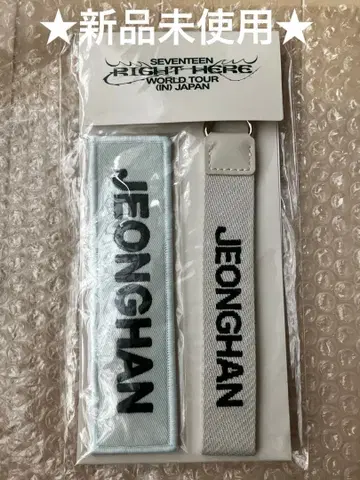 ★新品未使用★
SEVENTEEN
RIGHT HERE
WORLD TOUR
(IN) JAPAN
JEONGHAN
JEONGHAN